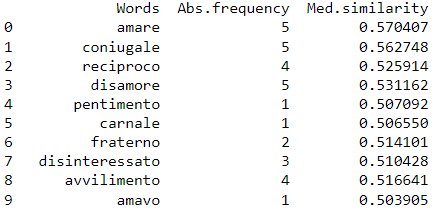 Words Abs.frequency Med.similarity
0 amare 5 0.570407
1 coniugale 5 0.562748
2 reciproco 4 0.525914
3 disamore 5 0.531162
4 pentimento 1 0.507092
5 carnale 1 0.506550
6 fraterno 2 0.514101
7 disinteressato 3 0.510428
8 avvilimento 4 0.516641
9 amavo 1 0.503905